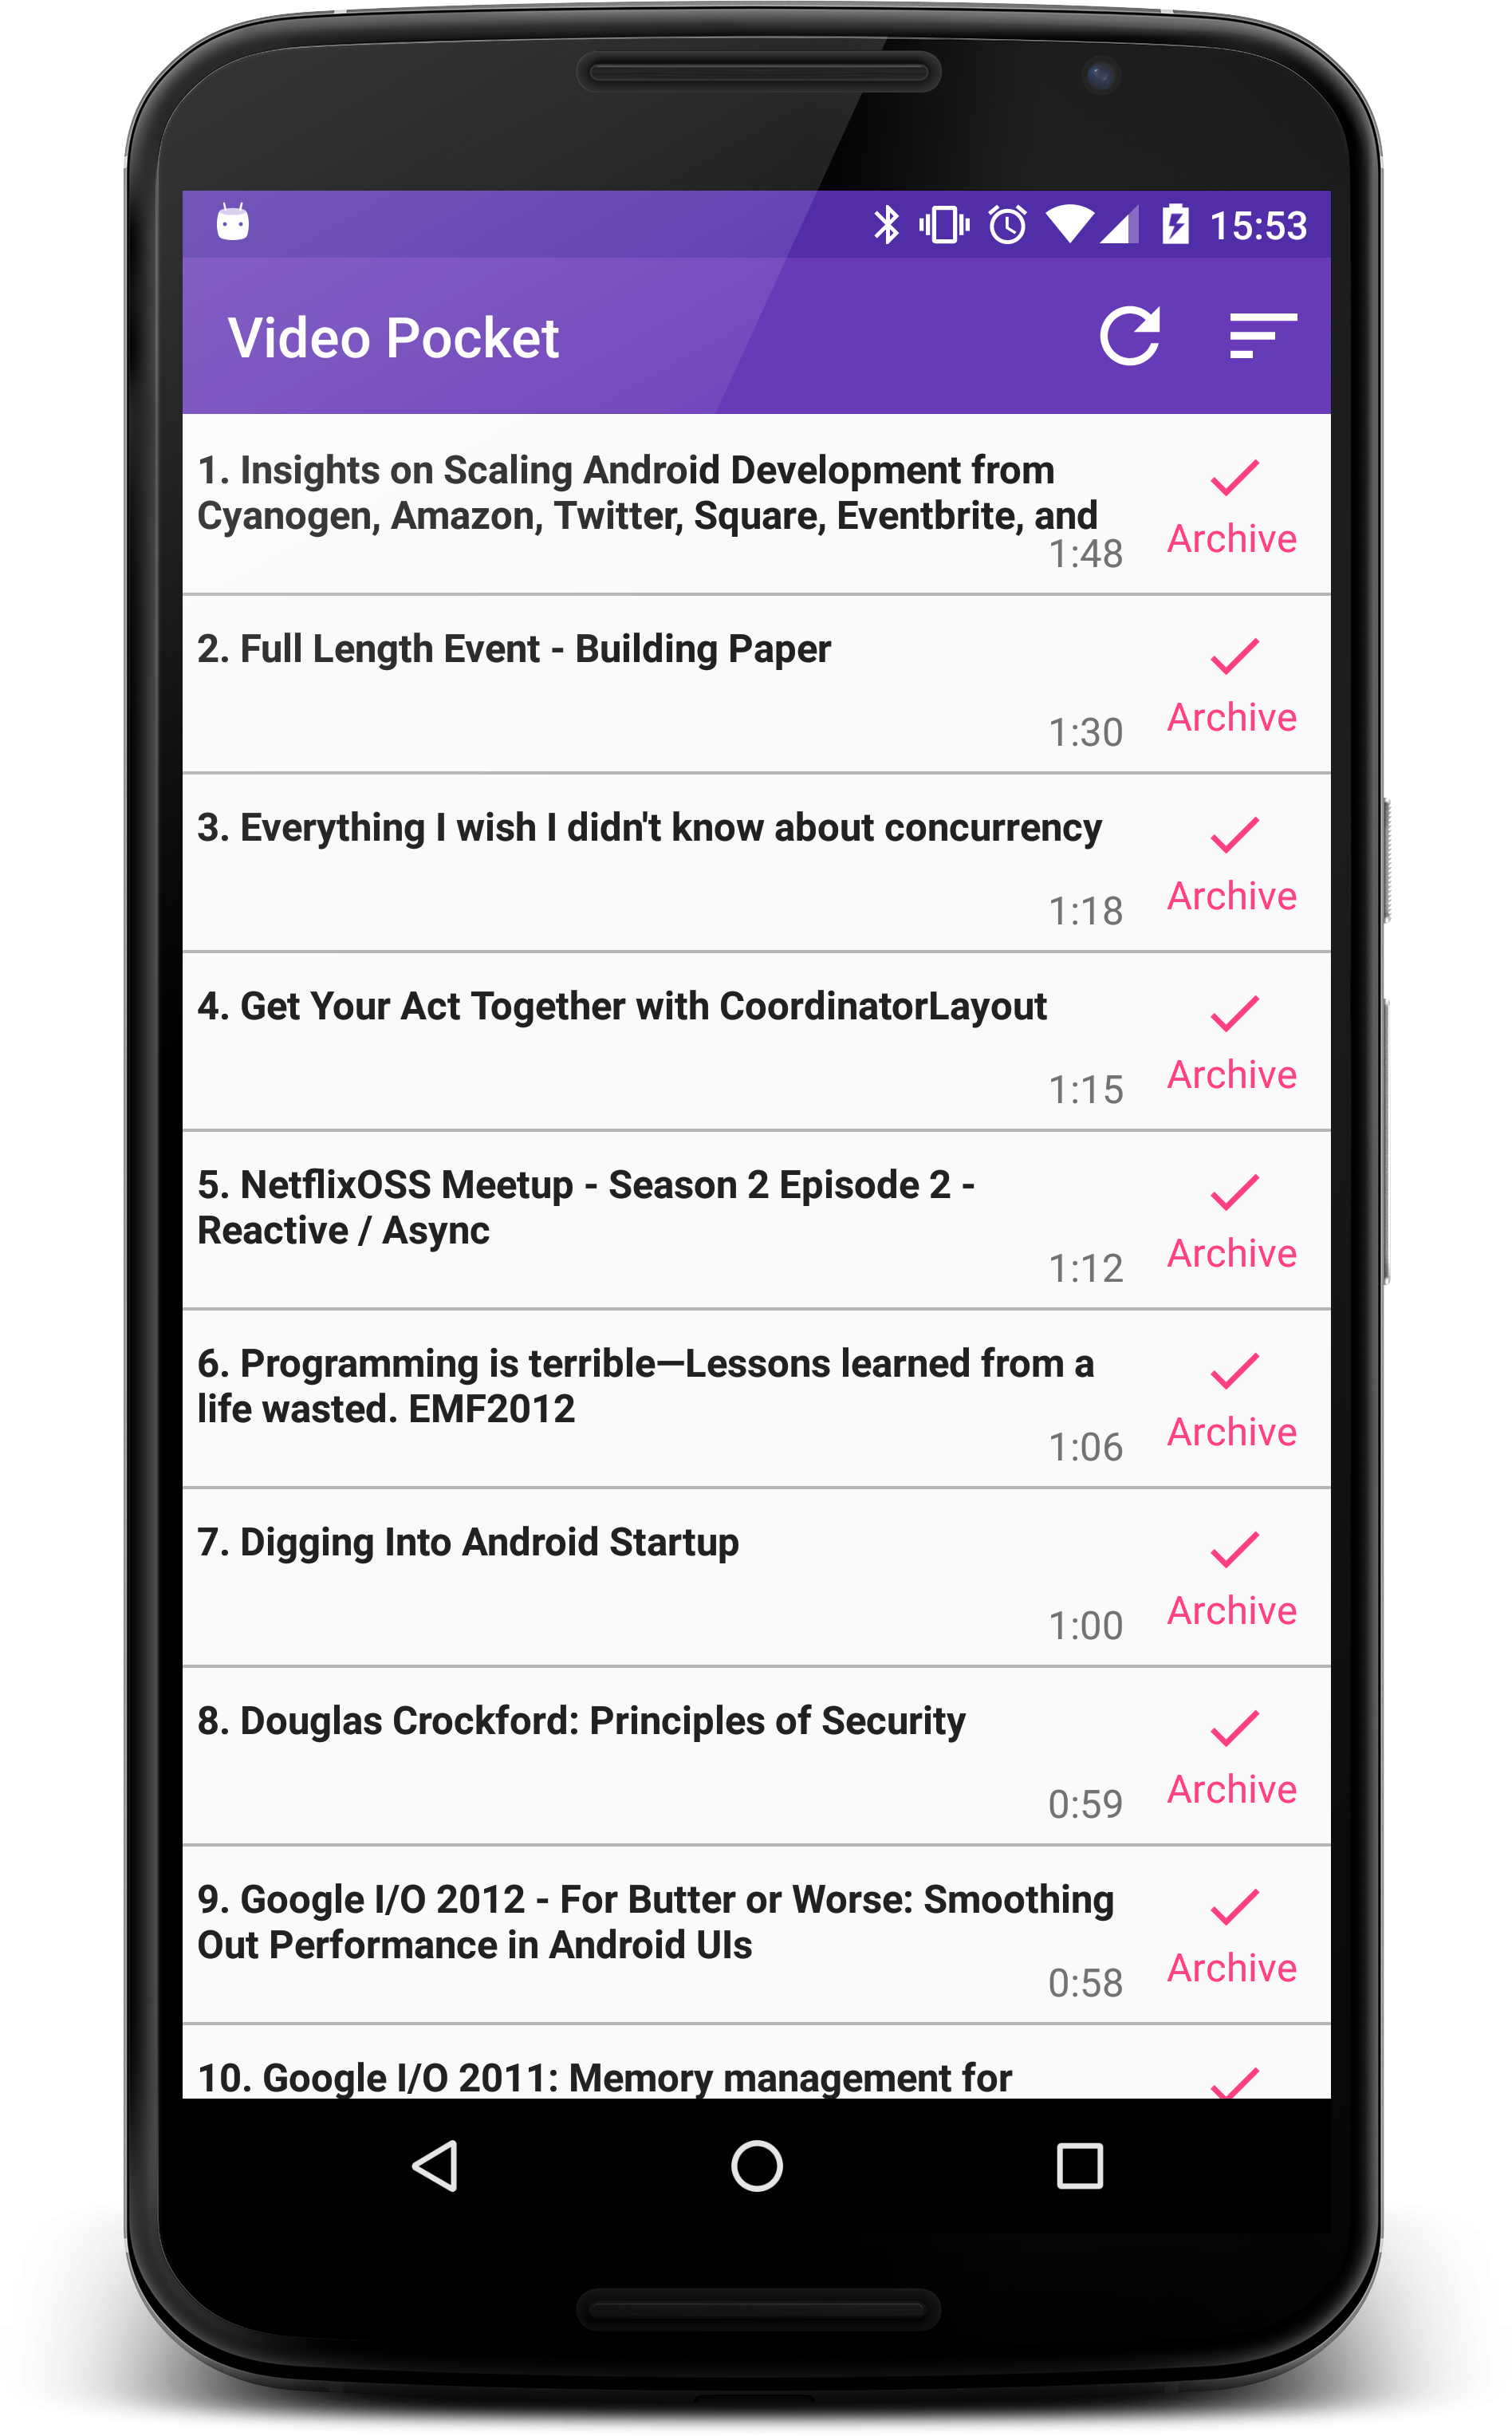 15:53
Video Pocket
1. Insights on Scaling Android Development from
Cyanogen, Amazon, Twitter, Square, Eventbrite, and
1:48
Archive
2. Full Length Event - Building Paper
1:30
Archive
3. Everything I wish I didn't know about concurrency
1:18
Archive
4. Get Your Act Together with CoordinatorLayout
1:15
Archive
5. NetflixOSS Meetup - Season 2 Episode 2 -
Reactive / Async
1:12
Archive
6. Programming is terrible—Lessons learned from a
life wasted. EMF2012
1:06
Archive
7. Digging Into Android Startup
1:00
Archive
8. Douglas Crockford: Principles of Security
0:59
Archive
9. Google I/O 2012 - For Butter or Worse: Smoothing
Out Performance in Android UIs
0:58
Archive
10. Google I/O 2011: Memory management for